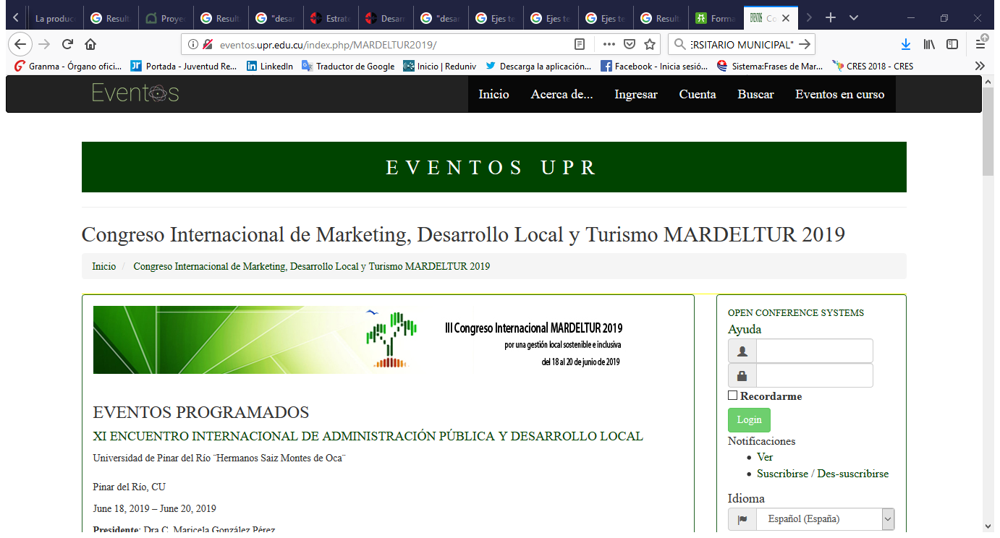 La produc
Result
Proyec
Result
"desar
Estrate
Desarr
"desar
Ejes te
Ejes te
Ejes te
Result
Forma
EVENTOS Co
eventos.upr.edu.cu/index.php/MARDELTUR2019/
ERSITARIO MUNICIPAL"
Granma - Órgano ofici...
Portada - Juventud Re...
LinkedIn
Traductor de Google
Inicio | Reduniv
Descarga la aplicación...
Facebook - Inicia sesió...
Sistema:Frases de Mar...
CRES 2018 - CRES
Eventos
Inicio Acerca de... Ingresar Cuenta Buscar Eventos en curso
EVENTOS UPR
Congreso Internacional de Marketing, Desarrollo Local y Turismo MARDELTUR 2019
Inicio / Congreso Internacional de Marketing, Desarrollo Local y Turismo MARDELTUR 2019
III Congreso Internacional MARDELTUR 2019
por una gestión local sostenible e inclusiva
del 18 al 20 de junio de 2019
EVENTOS PROGRAMADOS
XI ENCUENTRO INTERNACIONAL DE ADMINISTRACIÓN PÚBLICA Y DESARROLLO LOCAL
Universidad de Pinar del Río ¨Hermanos Saiz Montes de Oca¨
Pinar del Río, CU
June 18, 2019 – June 20, 2019
Presidente: Dra C. Maricela González Pérez
OPEN CONFERENCE SYSTEMS
Ayuda
Recordarme
Login
Notificaciones
Ver
Suscribirse / Des-suscribirse
Idioma
Español (España)